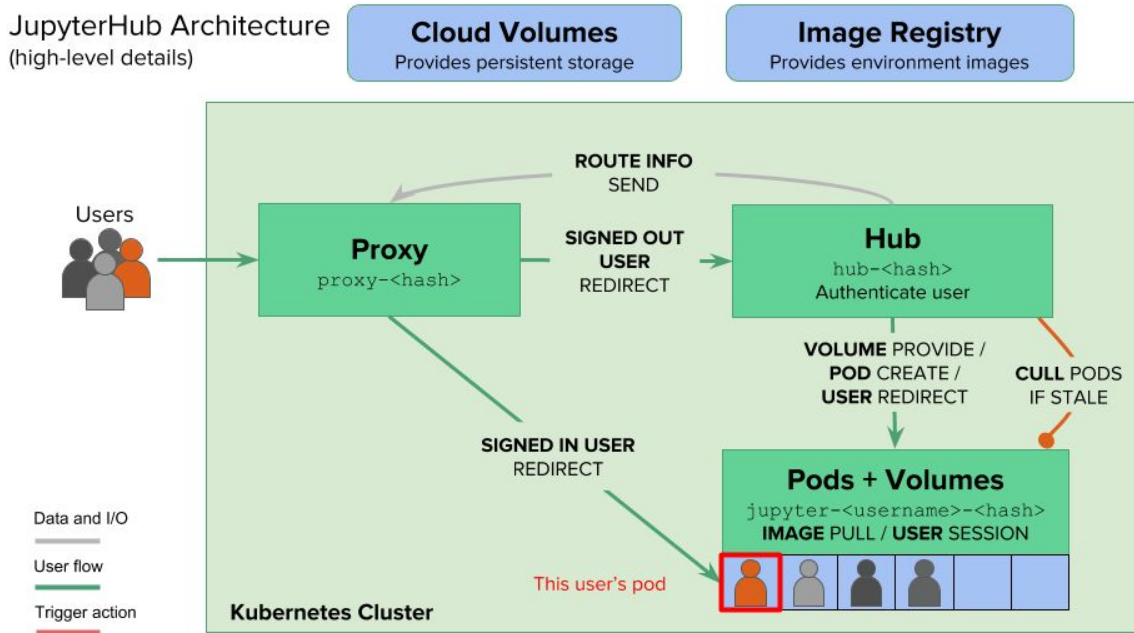 JupyterHub Architecture
(high-level details)
Cloud Volumes
Provides persistent storage
Image Registry
Provides environment images
ROUTE INFO
SEND
Users
Proxy
proxy-<hash>
SIGNED OUT
USER
REDIRECT
Hub
hub-<hash>
Authenticate user
VOLUME PROVIDE /
POD CREATE /
USER REDIRECT
CULL PODS
IF STALE
SIGNED IN USER
REDIRECT
Pods + Volumes
jupyter-<username>-<hash>
IMAGE PULL / USER SESSION
Data and I/O
User flow
Trigger action
This user's pod
Kubernetes Cluster